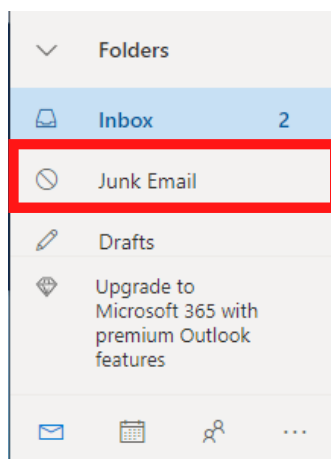 Folders
Inbox 2
Junk Email
Drafts
Upgrade to
Microsoft 365 with
premium Outlook
features